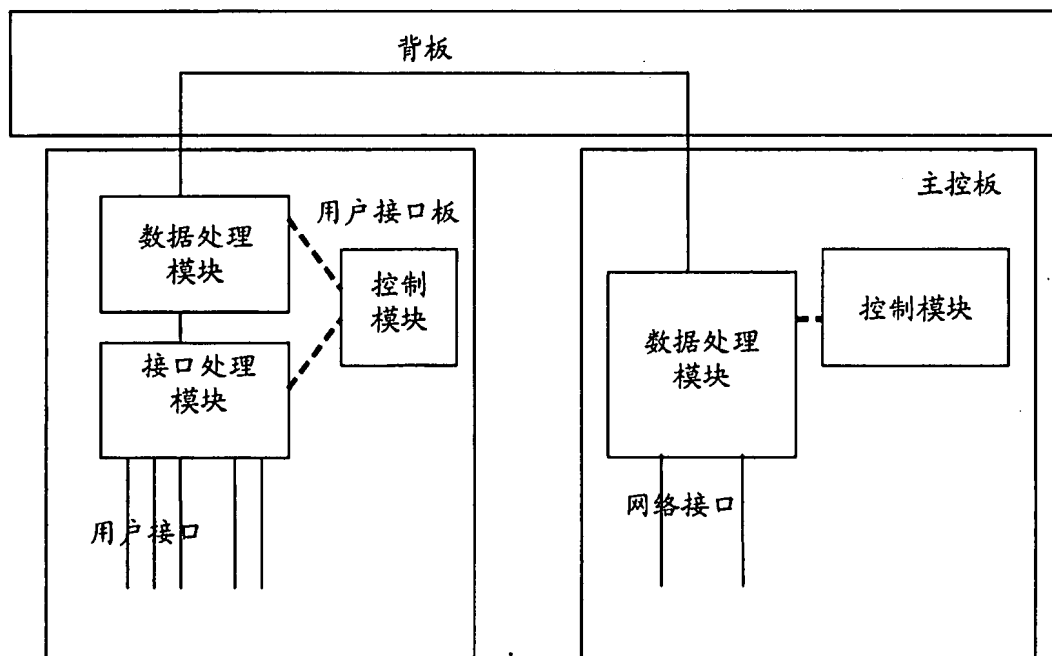 背板
用户接口板
数据处理
模块
控制
模块
接口处理
模块
用户接口
主控板
数据处理
模块
控制模块
网络接口